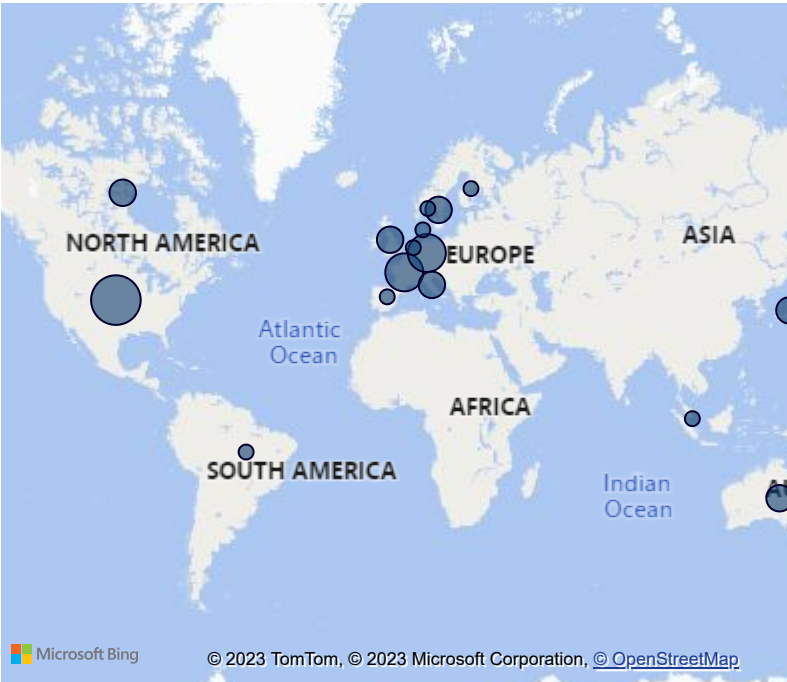 NORTH AMERICA
EUROPE
ASIA
Atlantic
Ocean
AFRICA
SOUTH AMERICA
Indian
Ocean
Microsoft Bing
© 2023 TomTom, © 2023 Microsoft Corporation, © OpenStreetMap